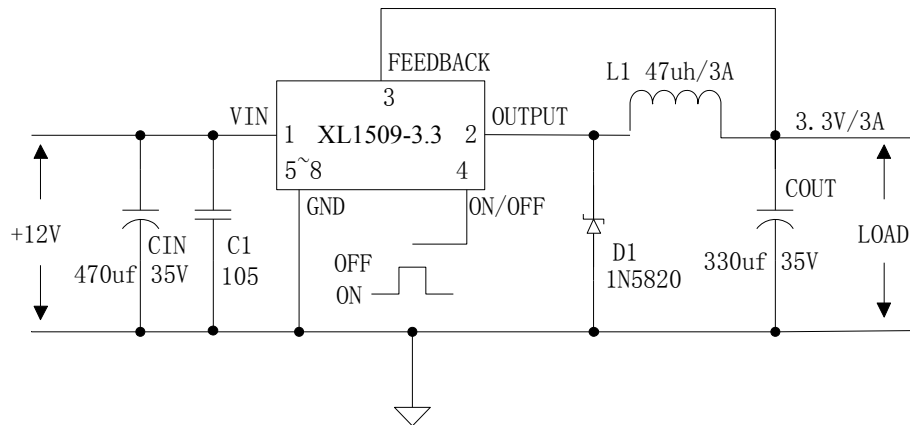 FEEDBACK
L1 47uh/3A
3
VIN
OUTPUT
3.3V/3A
1 XL1509-3.3 2
5~8
4
GND
ON/OFF
COUT
+12V
CIN
C1
470uf 35V
105
OFF
ON
D1
1N5820
330uf 35V
LOAD